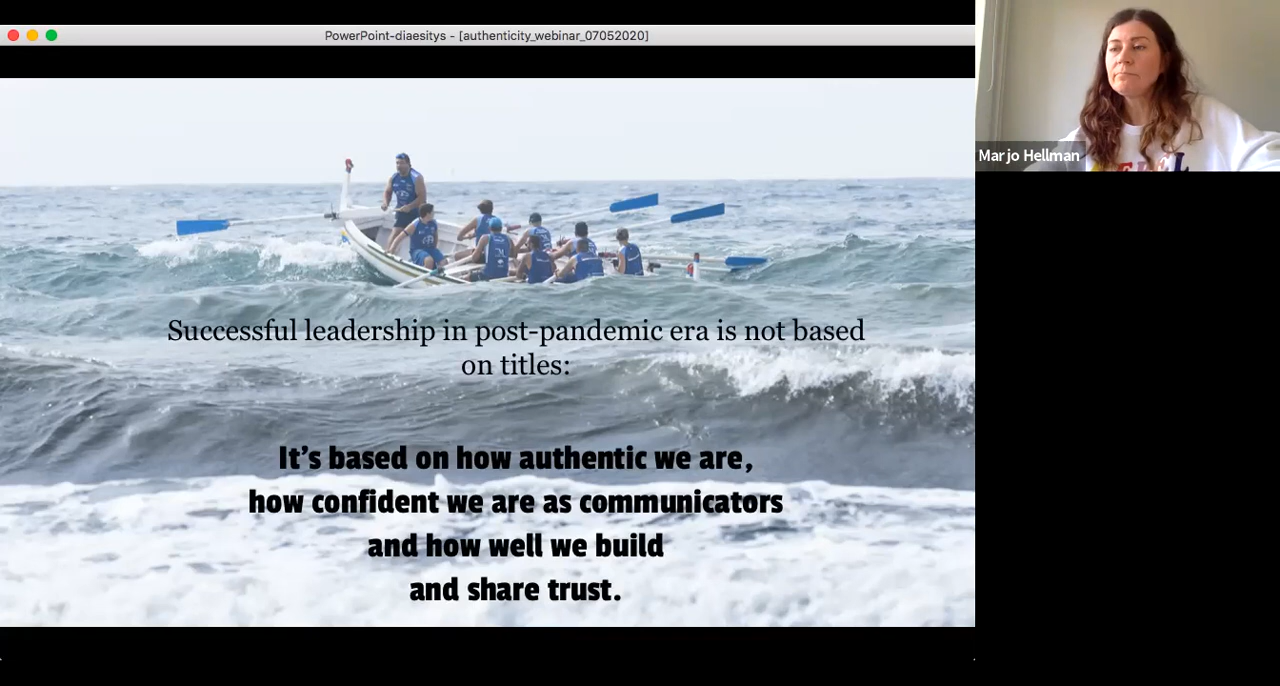 PowerPoint-diaesitys - [authenticity_webinar_07052020]
Marjo Hellman
Successful leadership in post-pandemic era is not based
on titles:
It's based on how authentic we are,
how confident we are as communicators
and how well we build
and share trust.